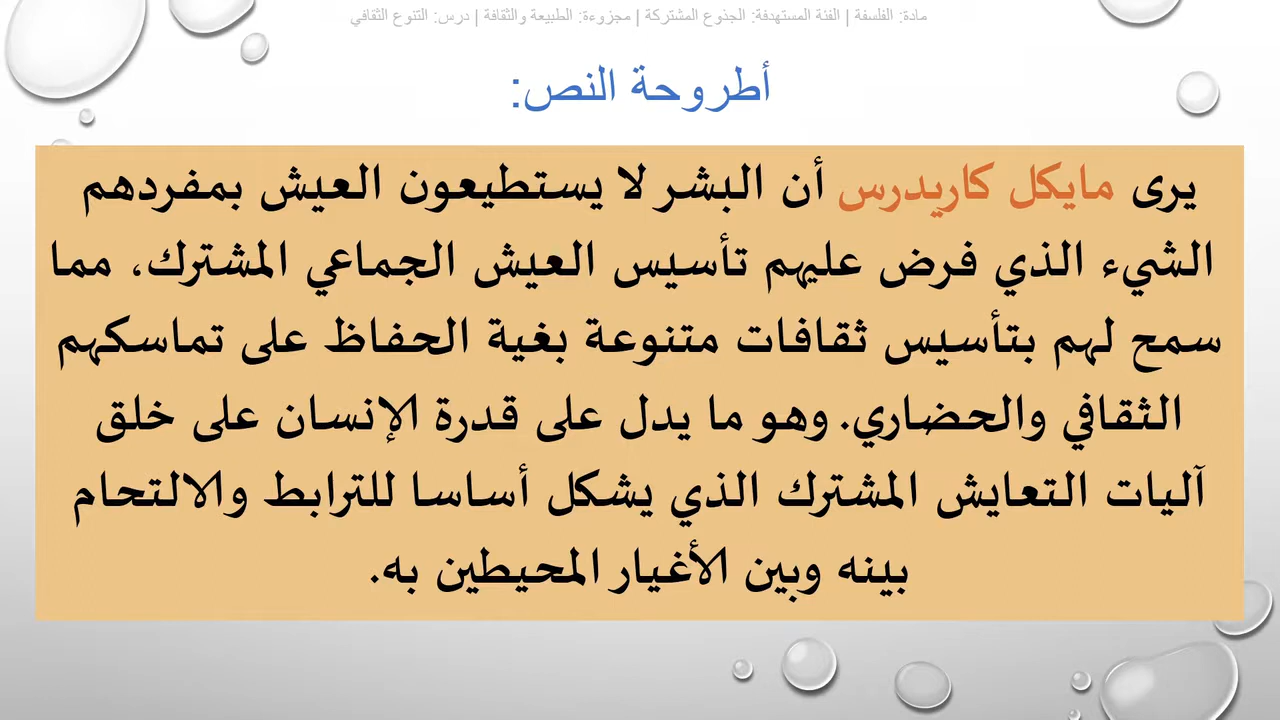 مادة: الفلسفة | الفئة المستهدفة: الجذوع المشتركة | مجزوءة: الطبيعة والثقافة | درس: التنوع الثقافي
أطروحة النص:
يرى مايكل كاريدرس أن البشر لا يستطيعون العيش بمفردهم
الشيء الذي فرض عليهم تأسيس العيش الجماعي المشترك، مما
سمح لهم بتأسيس ثقافات متنوعة بغية الحفاظ على تماسكهم
الثقافي والحضاري. وهو ما يدل على قدرة الإنسان على خلق
آليات التعايش المشترك الذي يشكل أساسا للترابط والالتحام
بينه وبين الأغيار المحيطين به.